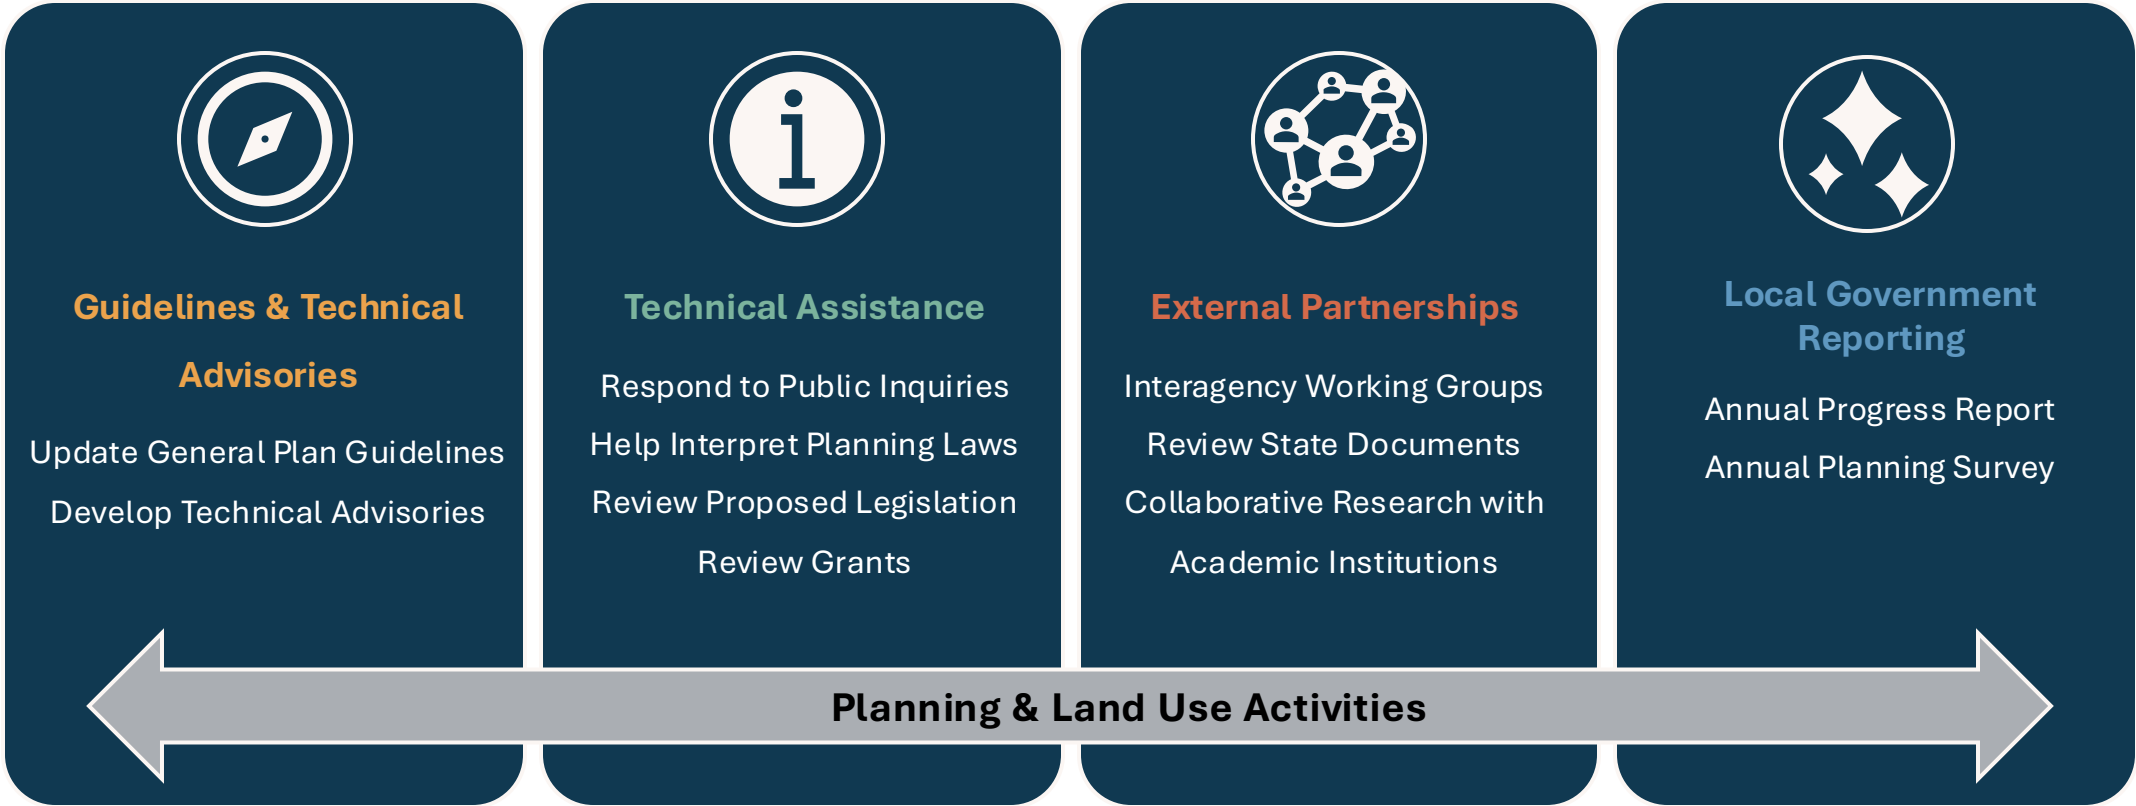 Guidelines & Technical
Advisories
Update General Plan Guidelines
Develop Technical Advisories
Technical Assistance
Respond to Public Inquiries
Help Interpret Planning Laws
Review Proposed Legislation
Review Grants
External Partnerships
Interagency Working Groups
Review State Documents
Collaborative Research with
Academic Institutions
Local Government
Reporting
Annual Progress Report
Annual Planning Survey
Planning & Land Use Activities